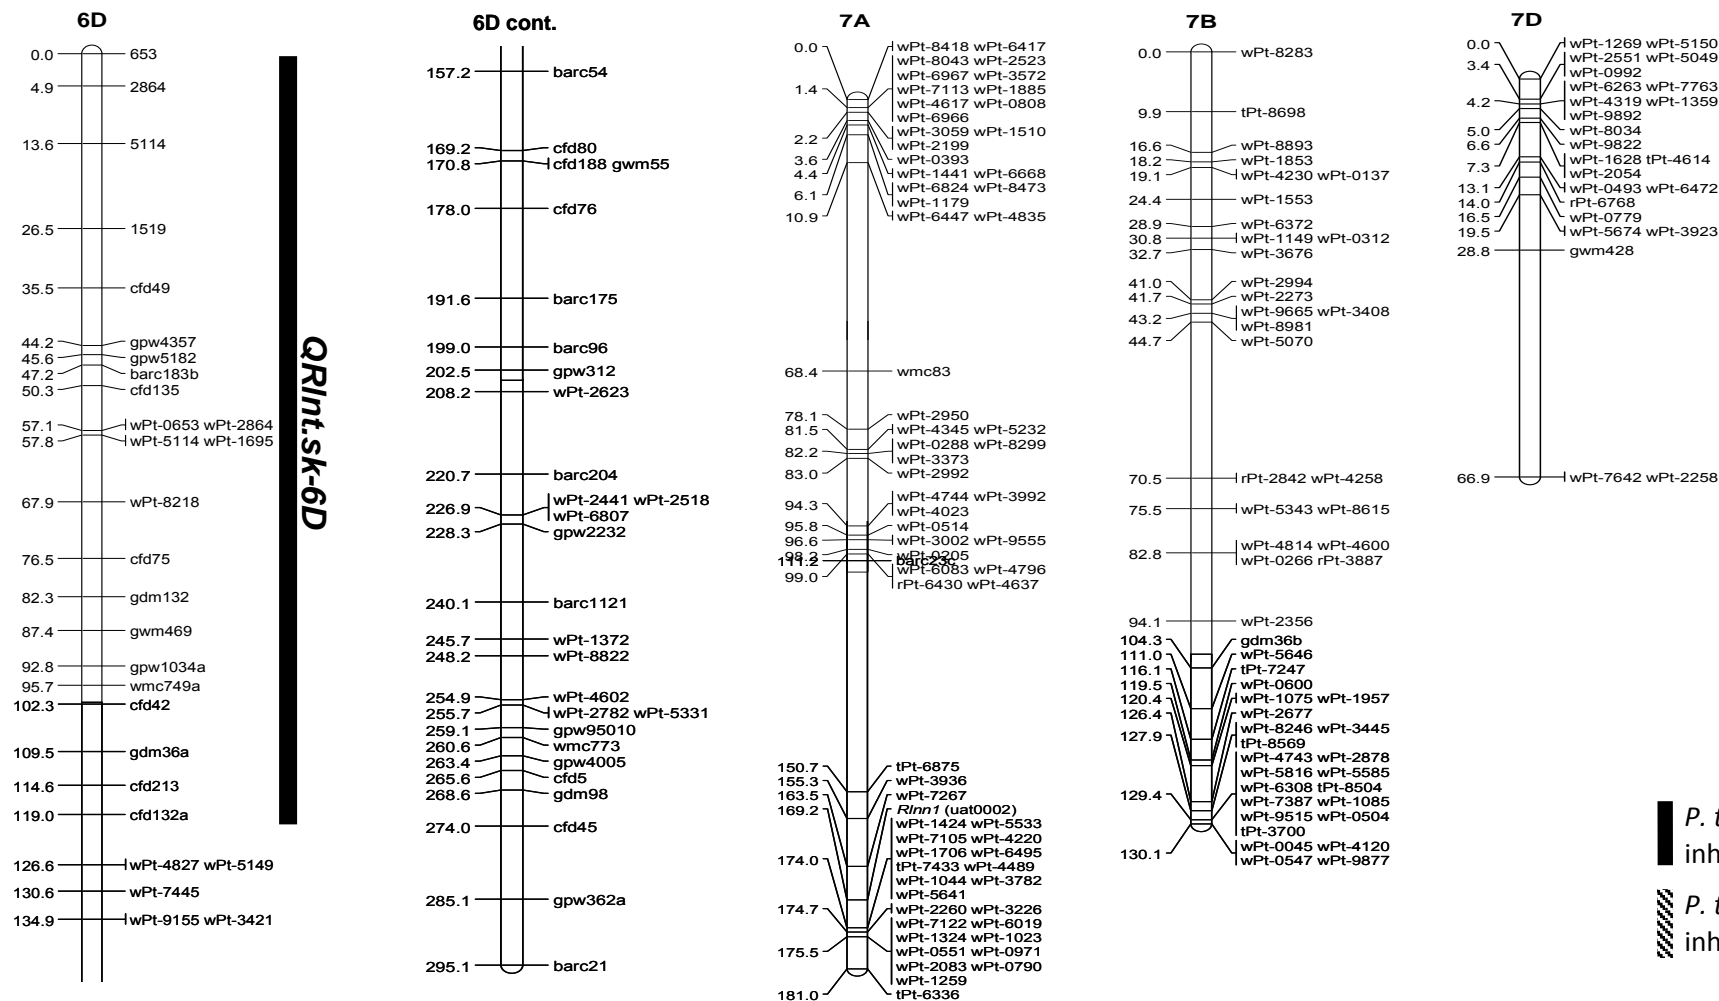 6D
0.0 653
4.9 2864
13.6 5114
26.5 1519
35.5 cfd49
44.2 gpw4357
45.6 gpw5182
47.2 barc183b
50.3 cfd135
57.1 wPt-0653 wPt-2864
57.8 wPt-5114 wPt-1695
67.9 wPt-8218
76.5 cfd75
82.3 gdm132
87.4 gwm469
92.8 gpw1034a
95.7 wmc749a
102.3 cfd42
109.5 gdm36a
114.6 cfd213
119.0 cfd132a
126.6 wPt-4827 wPt-5149
130.6 wPt-7445
134.9 wPt-9155 wPt-3421
QRlnt.sk-6D
6D cont.
157.2 barc54
169.2 cfd80
170.8 cfd188 gwm55
178.0 cfd76
191.6 barc175
199.0 barc96
202.5 gpw312
208.2 wPt-2623
220.7 barc204
226.9 wPt-2441 wPt-2518
wPt-6807
228.3 gpw2232
240.1 barc1121
245.7 wPt-1372
248.2 wPt-8822
254.9 wPt-4602
255.7 wPt-2782 wPt-5331
259.1 gpw95010
260.6 wmc773
263.4 gpw4005
265.6 cfd5
268.6 gdm98
274.0 cfd45
285.1 gpw362a
295.1 barc21
7A
0.0 wPt-8418 wPt-6417
wPt-8043 wPt-2523
wPt-6967 wPt-3572
1.4 wPt-7113 wPt-1885
wPt-4617 wPt-0808
wPt-6966
2.2 wPt-3059 wPt-1510
wPt-2199
3.6 wPt-0393
4.4 wPt-1441 wPt-6668
6.1 wPt-6824 wPt-8473
wPt-1179
10.9 wPt-6447 wPt-4835
68.4 wmc83
78.1 wPt-2950
81.5 wPt-4345 wPt-5232
82.2 wPt-0288 wPt-8299
wPt-3373
83.0 wPt-2992
94.3 wPt-4744 wPt-3992
wPt-4023
95.8 wPt-0514
96.6 wPt-3002 wPt-9555
98.2 wPt-0205
111.2 barc23c
99.0 wPt-6083 wPt-4796
rPt-6430 wPt-4637
150.7 tPt-6875
155.3 wPt-3936
163.5 wPt-7267
169.2 Rlnn1 (uat0002)
wPt-1424 wPt-5533
wPt-7105 wPt-4220
wPt-1706 wPt-6495
174.0 tPt-7433 wPt-4489
wPt-1044 wPt-3782
wPt-5641
174.7 wPt-2260 wPt-3226
wPt-7122 wPt-6019
wPt-1324 wPt-1023
175.5 wPt-0551 wPt-0971
wPt-2083 wPt-0790
wPt-1259
181.0 tPt-6336
7B
0.0 wPt-8283
9.9 tPt-8698
16.6 wPt-8893
18.2 wPt-1853
19.1 wPt-4230 wPt-0137
24.4 wPt-1553
28.9 wPt-6372
30.8 wPt-1149 wPt-0312
32.7 wPt-3676
41.0 wPt-2994
41.7 wPt-2273
43.2 wPt-9665 wPt-3408
wPt-8981
44.7 wPt-5070
70.5 rPt-2842 wPt-4258
75.5 wPt-5343 wPt-8615
82.8 wPt-4814 wPt-4600
wPt-0266 rPt-3887
94.1 wPt-2356
104.3 gdm36b
111.0 wPt-5646
116.1 tPt-7247
119.5 wPt-0600
120.4 wPt-1075 wPt-1957
126.4 wPt-2677
127.9 wPt-8246 wPt-3445
tPt-8569
wPt-4743 wPt-2878
wPt-5816 wPt-5585
wPt-6308 tPt-8504
129.4 wPt-7387 wPt-1085
wPt-9515 wPt-0504
tPt-3700
130.1 wPt-0045 wPt-4120
wPt-0547 wPt-9877
7D
0.0 wPt-1269 wPt-5150
3.4 wPt-2551 wPt-5049
wPt-0992
wPt-6263 wPt-7763
4.2 wPt-4319 wPt-1359
wPt-9892
5.0 wPt-8034
6.6 wPt-9822
7.3 wPt-1628 tPt-4614
wPt-2054
13.1 wPt-0493 wPt-6472
14.0 rPt-6768
16.5 wPt-0779
19.5 wPt-5674 wPt-3923
28.8 gwm428
66.9 wPt-7642 wPt-2258
P. t
inh
P. t
inh